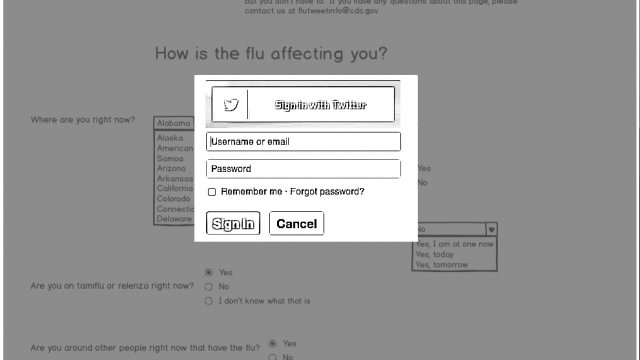 but you don't have to. If you have any questions about this page, please
contact us at flutweetinfo@cdc.gov
How is the flu affecting you?
Sign in with Twitter
Where are you right now?
Alabama
Username or email
Alaska
American
Samoa
Arizona
Arkansas
California
Colorado
Connectic
Delaware
Password
Yes
No
Remember me · Forgot password?
Sign In
Cancel
No
Yes, I am at one now
Yes, today
Yes, tomorrow
Are you on tamiflu or relenza right now?
Yes
No
I don't know what that is
Are you around other people right now that have the flu?
Yes
No